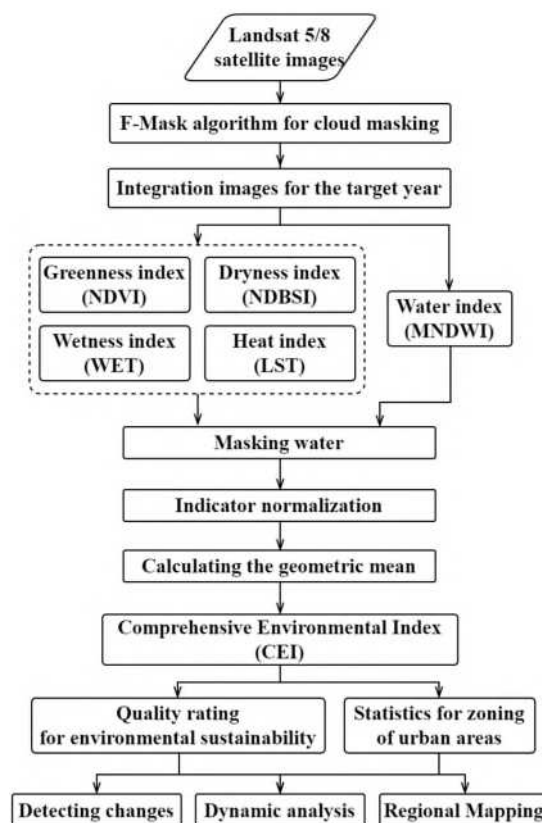 Landsat 5/8
satellite images
F-Mask algorithm for cloud masking
Integration images for the target year
Greenness index
(NDVI)
Dryness index
(NDBSI)
Wetness index
(WET)
Heat index
(LST)
Water index
(MNDWI)
Masking water
Indicator normalization
Calculating the geometric mean
Comprehensive Environmental Index
(CEI)
Quality rating
for environmental sustainability
Statistics for zoning
of urban areas
Detecting changes
Dynamic analysis
Regional Mapping